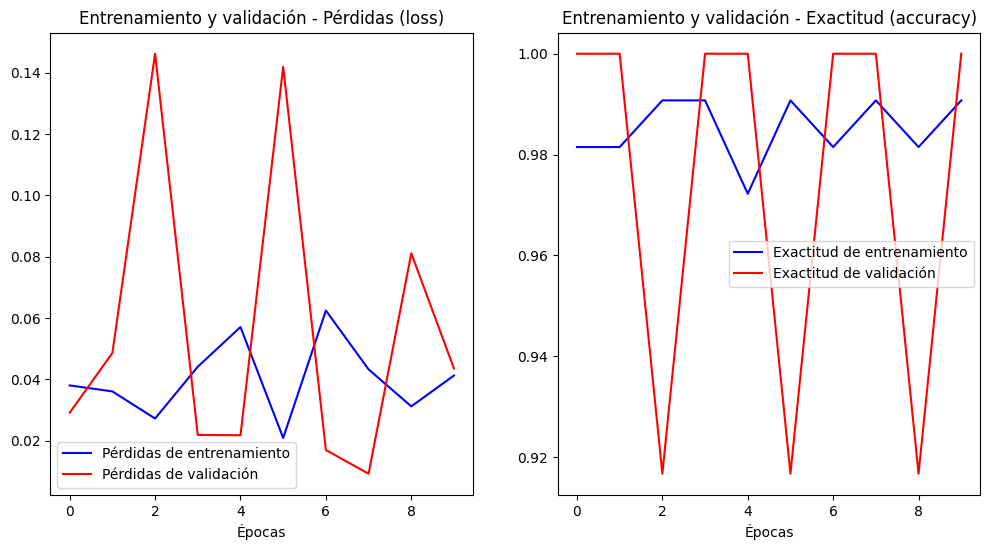 Entrenamiento y validación - Pérdidas (loss)
0.14
0.12
0.10
0.08
0.06
0.04
0.02
Pérdidas de entrenamiento
Pérdidas de validación
0 2 4 6 8
Épocas
Entrenamiento y validación - Exactitud (accuracy)
1.00
0.98
0.96
0.94
0.92
Exactitud de entrenamiento
Exactitud de validación
0 2 4 6 8
Épocas